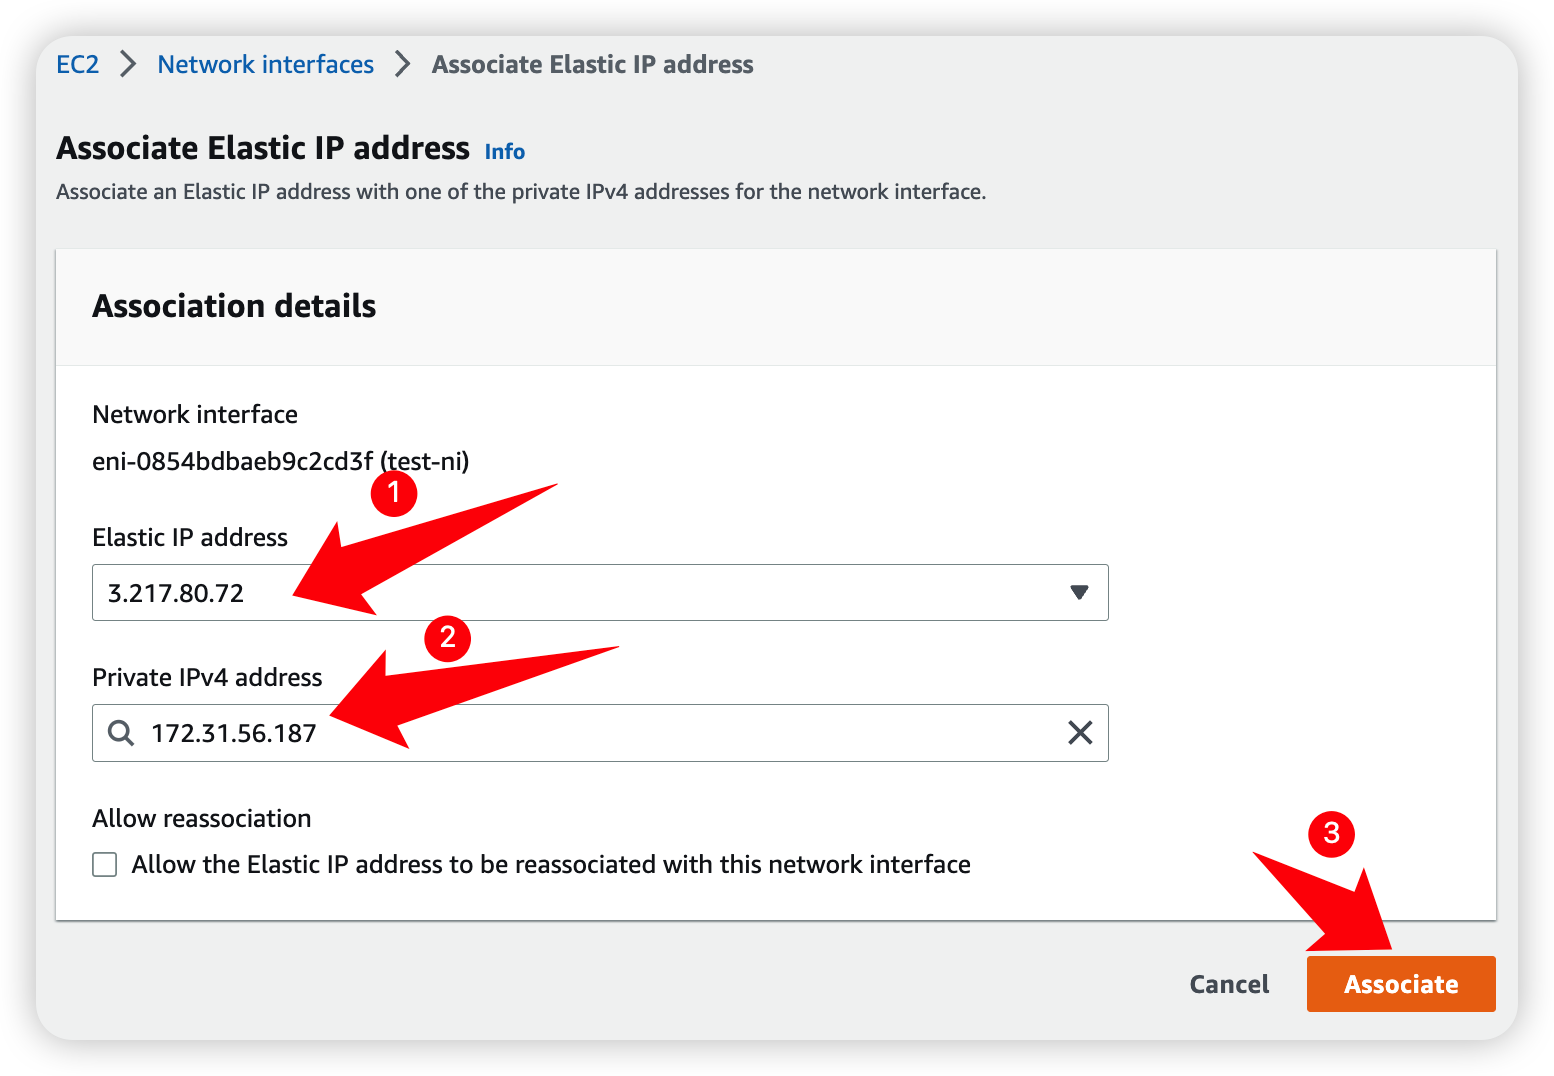 EC2 > Network interfaces > Associate Elastic IP address
Associate Elastic IP address Info
Associate an Elastic IP address with one of the private IPv4 addresses for the network interface.
Association details
Network interface
eni-0854bdbaeb9c2cd3f (test-ni)
1
Elastic IP address
3.217.80.72
2
Private IPv4 address
172.31.56.187
Allow reassociation
Allow the Elastic IP address to be reassociated with this network interface
3
Cancel
Associate